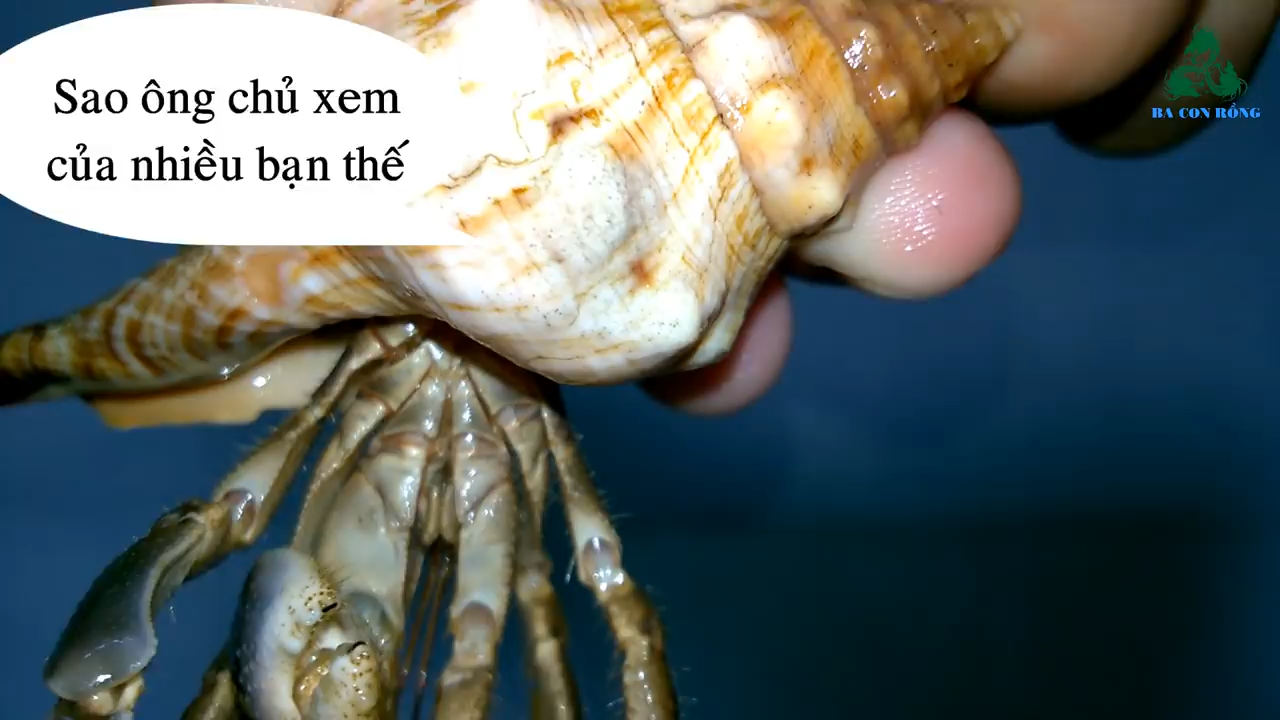 Sao ông chủ xem
của nhiều bạn thế
BA CON RỒNG